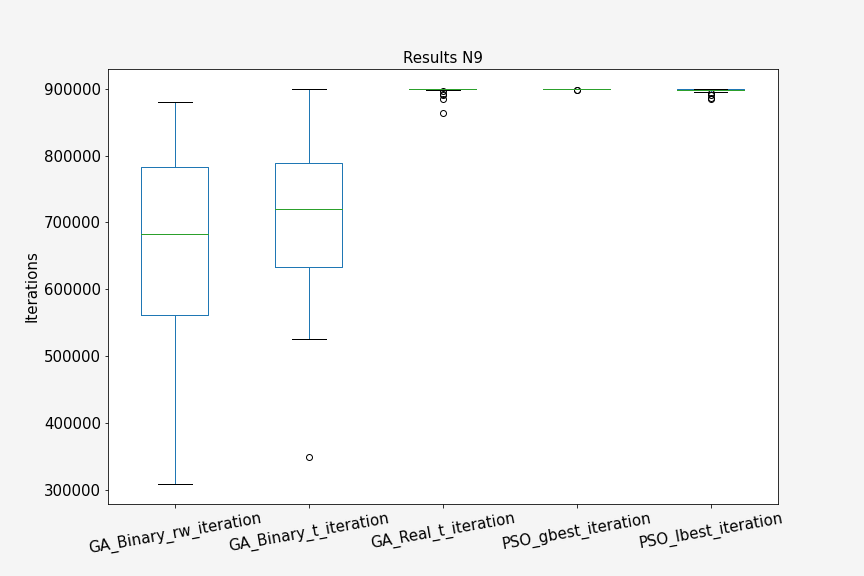 Results N9
900000
800000
700000
600000
500000
400000
300000
Iterations
GA_Binary_rw_iteration
GA_Binary_t_iteration
GA_Real_t_iteration
PSO_gbest_iteration
PSO_lbest_iteration